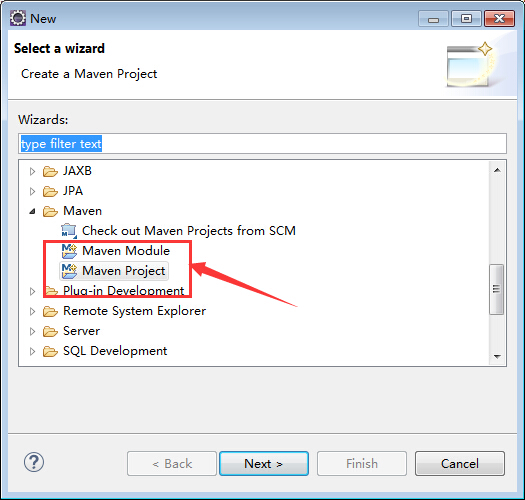 New
Select a wizard
Create a Maven Project
Wizards:
type filter text
JAXB
JPA
Maven
Check out Maven Projects from SCM
Maven Module
Maven Project
Plug-in Development
Remote System Explorer
Server
SQL Development
?
< Back
Next >
Finish
Cancel